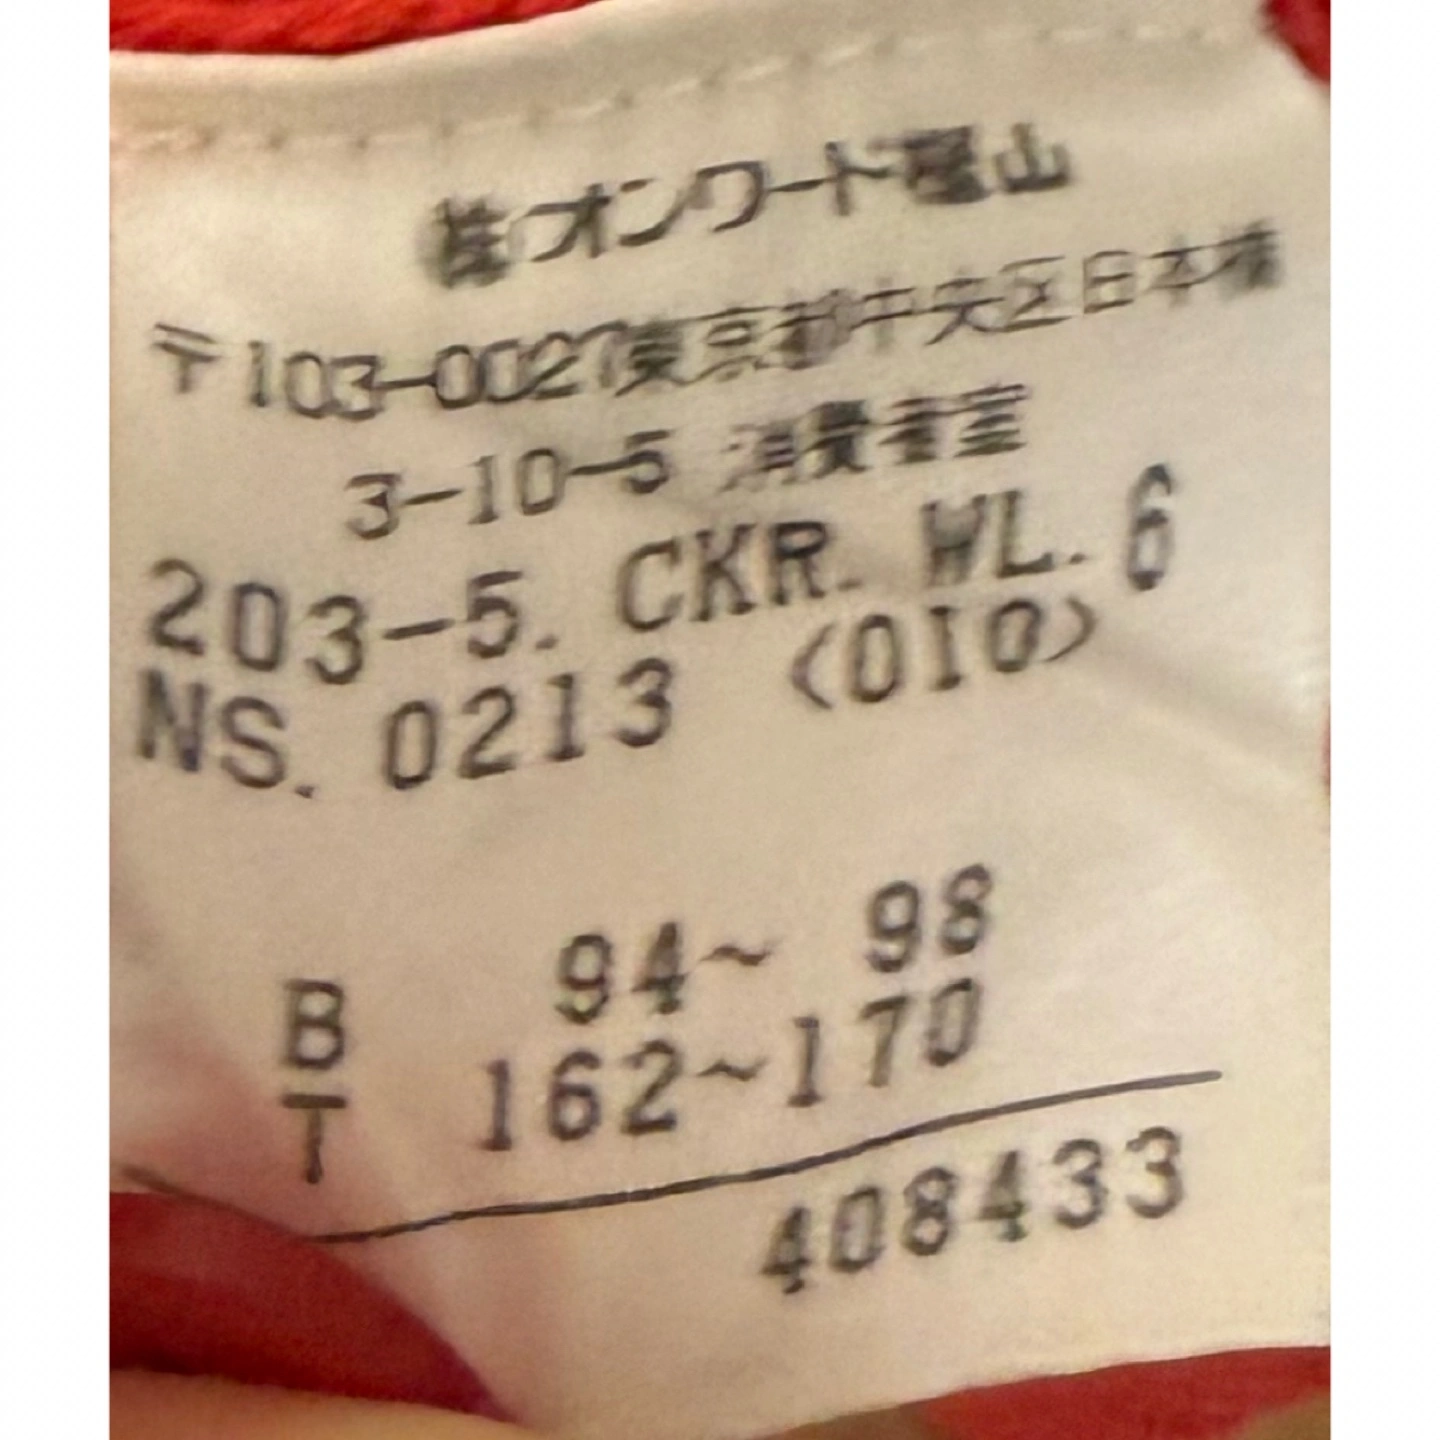 ㈱オンワード樫山
〒103-0027東京都中央区日本橋
3-10-5 消費者室
203-5. CKR. WL. 6
NS. 0213 <OIO>
94~ 98
B
162~170
T
408433